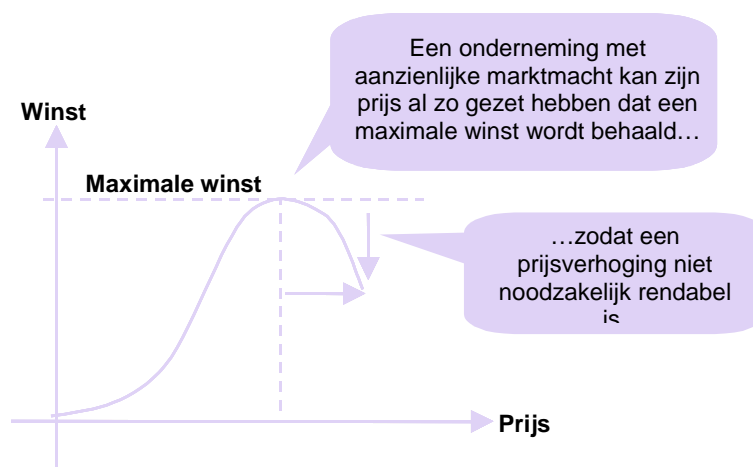 Een onderneming met
aanzienlijke marktmacht kan zijn
prijs al zo gezet hebben dat een
maximale winst wordt behaald…
Winst
Maximale winst
…zodat een
prijsverhoging niet
noodzakelijk rendabel
is
Prijs